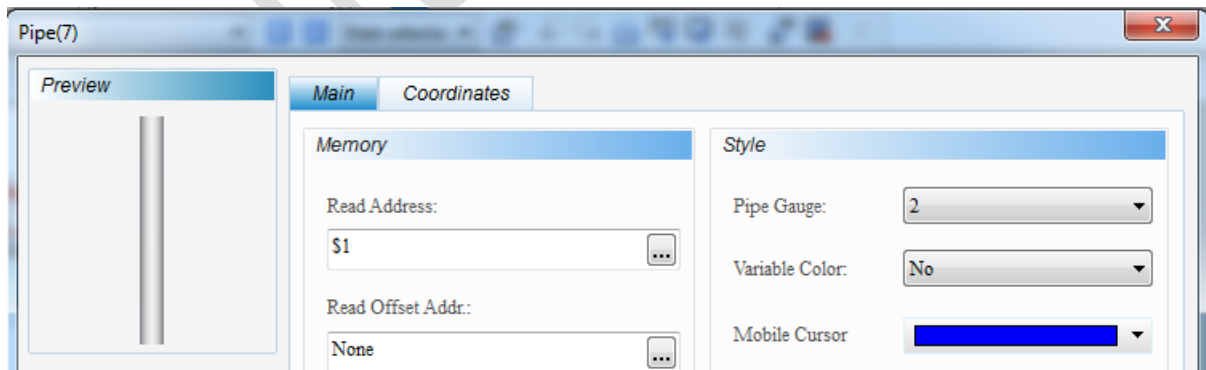 Pipe(7)
Preview
Main Coordinates
Memory
Read Address:
$1
...
Read Offset Addr.:
None
...
Style
Pipe Gauge:
2
Variable Color:
No
Mobile Cursor